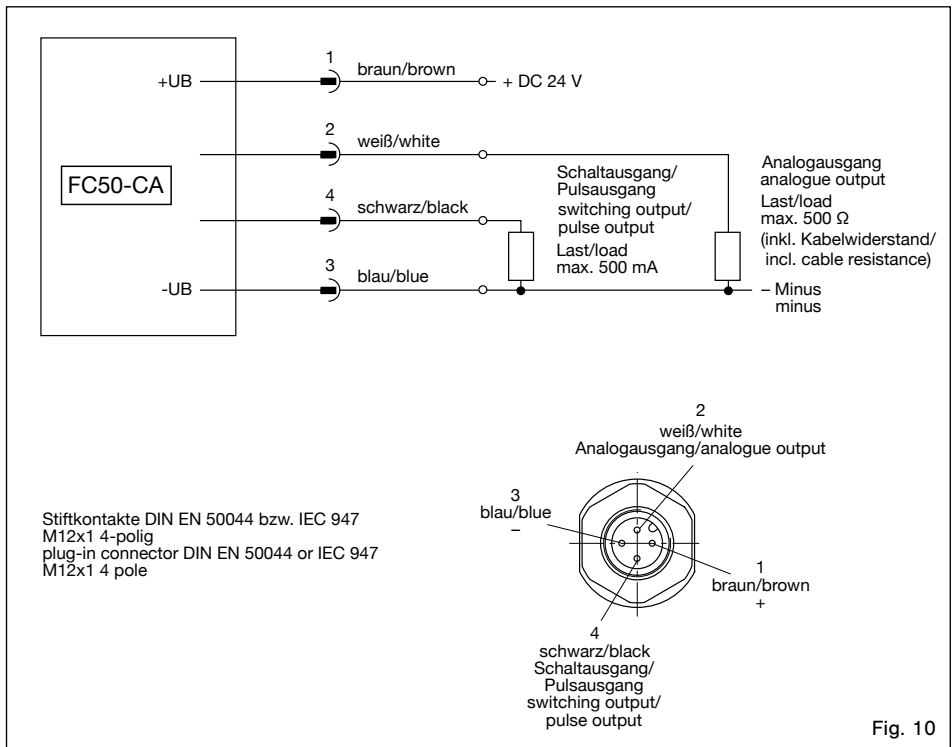 +UB
1
braun/brown
+ DC 24 V
2
weiß/white
FC50-CA
4
schwarz/black
Schaltausgang/
Pulsausgang
switching output/
pulse output
Last/load
max. 500 mA
Analogausgang
analogue output
Last/load
max. 500 Ω
(inkl. Kabelwiderstand/
incl. cable resistance)
-UB
3
blau/blue
– Minus
minus
2
weiß/white
Analogausgang/analogue output
3
blau/blue
–
Stiftkontakte DIN EN 50044 bzw. IEC 947
M12x1 4-polig
plug-in connector DIN EN 50044 or IEC 947
M12x1 4 pole
1
braun/brown
+
4
schwarz/black
Schaltausgang/
Pulsausgang
switching output/
pulse output
Fig. 10